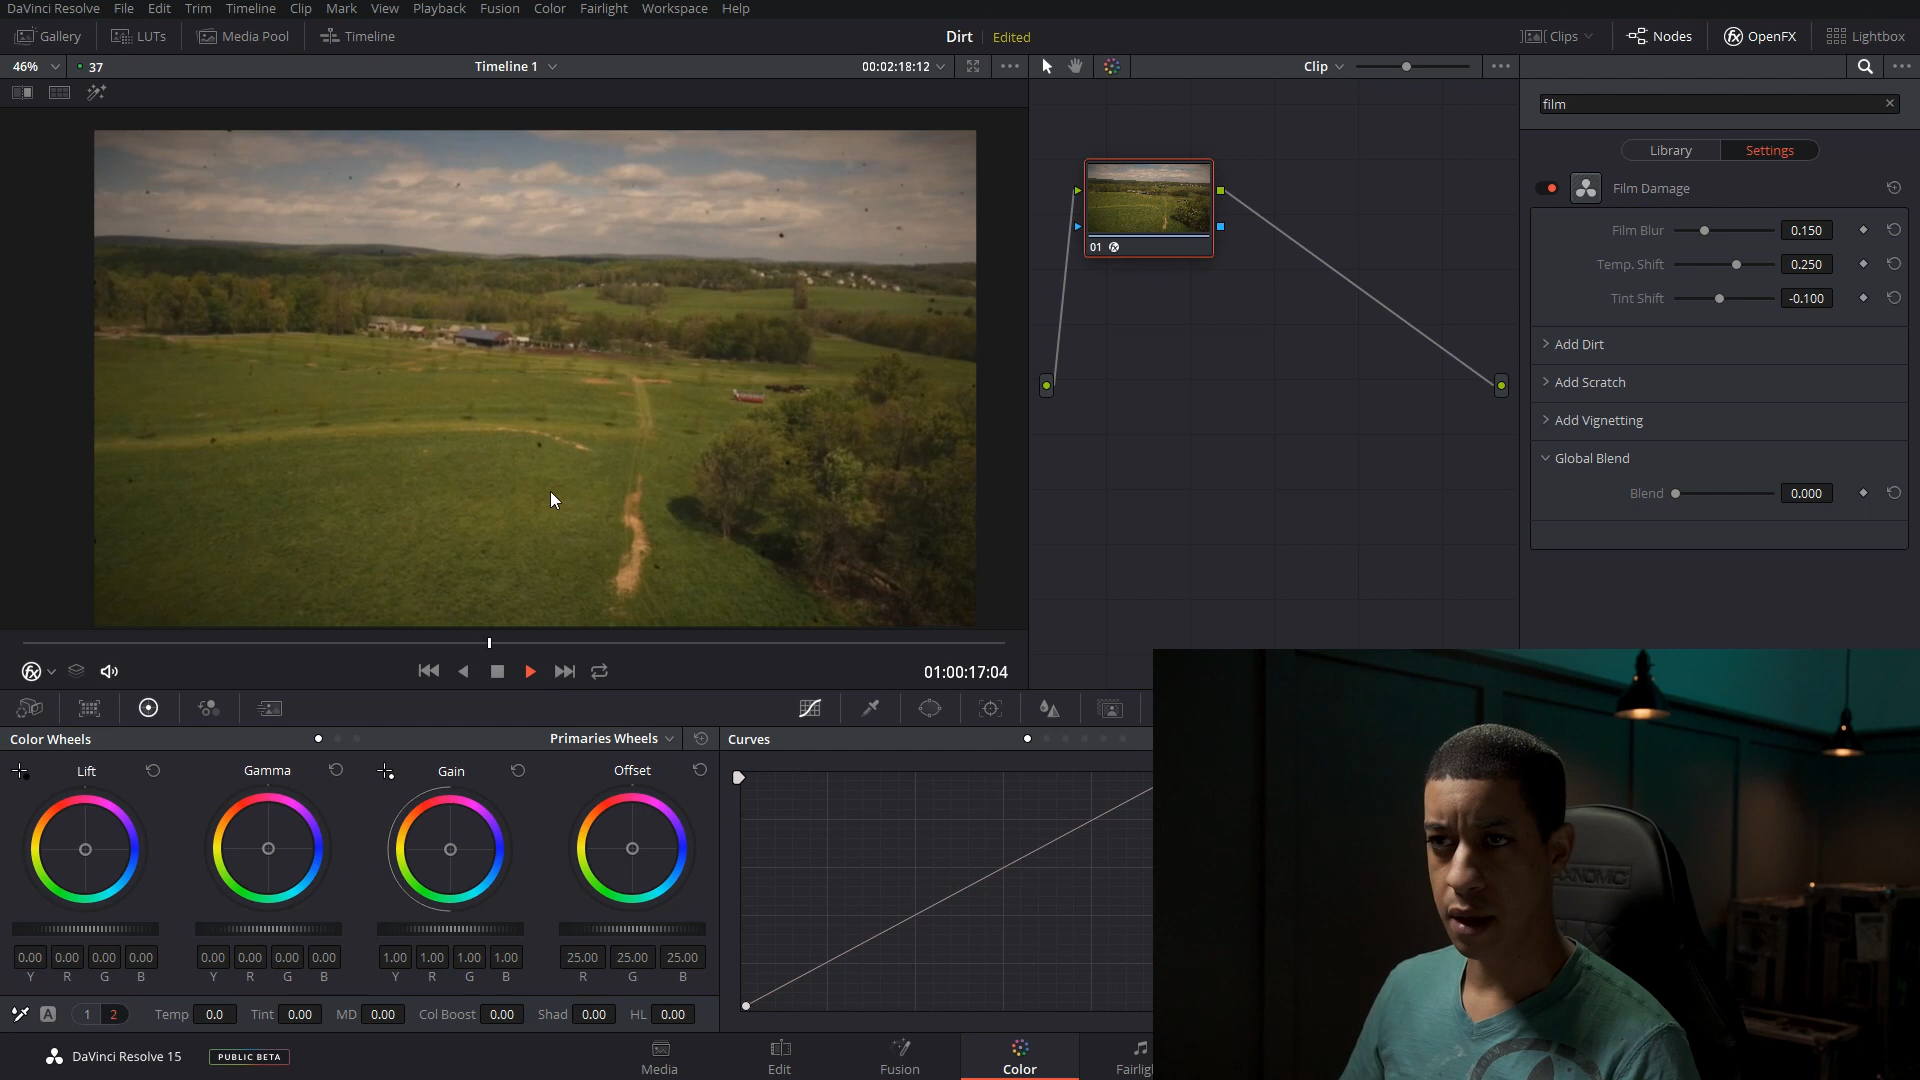 DaVinci Resolve File Edit Trim Timeline Clip Mark View Playback Fusion Color Fairlight Workspace Help
Gallery LUTs Media Pool Timeline Dirt Edited Clips Nodes OpenFX Lightbox
46% 37 Timeline 1 00:02:18:12 Clip
film
Library Settings
Film Damage
Film Blur 0.150
Temp. Shift 0.250
Tint Shift -0.100
Add Dirt
Add Scratch
Add Vignetting
Global Blend
Blend 0.000
01
01:00:17:04
Color Wheels Primaries Wheels Curves
Lift Gamma Gain Offset
0.00 0.00 0.00 0.00 0.00 0.00 0.00 0.00 1.00 1.00 1.00 1.00 25.00 25.00 25.00
Y R G B Y R G B Y R G B R G B
A 1 2 Temp 0.0 Tint 0.00 MD 0.00 Col Boost 0.00 Shad 0.00 HL 0.00
DaVinci Resolve 15 PUBLIC BETA
Media Edit Fusion Color Fairlig
AXNOMIC